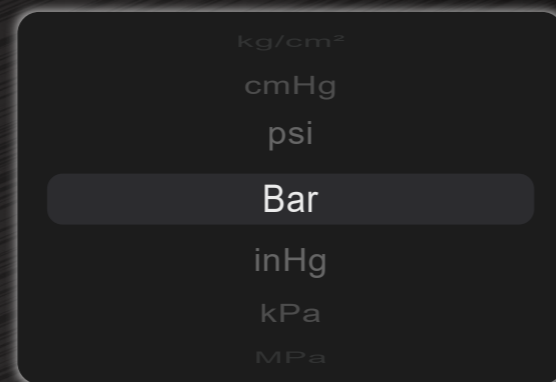 kg/cm²
cmHg
psi
Bar
inHg
kPa
MPa